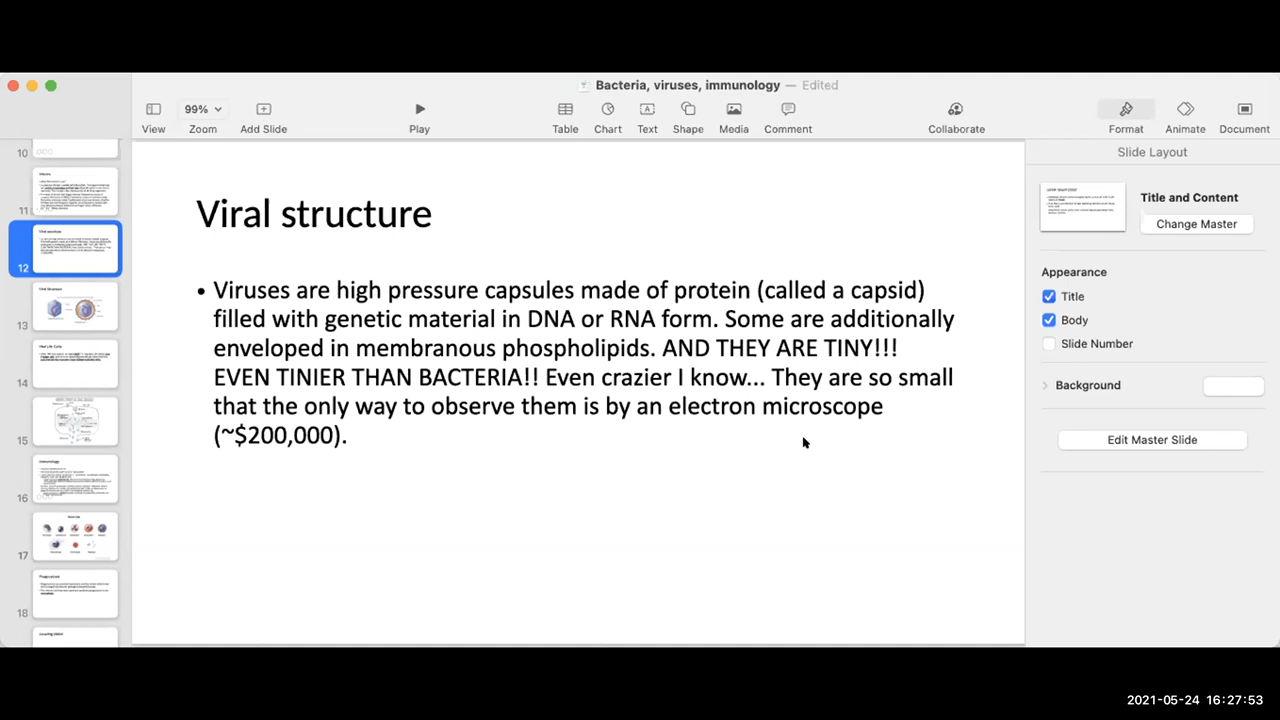 Bacteria, viruses, immunology — Edited
View
99%
Zoom
Add Slide
Play
Table
Chart
Text
Shape
Media
Comment
Collaborate
Format
Animate
Document
10
11
12
13
14
15
16
17
18
Viral structure
• Viruses are high pressure capsules made of protein (called a capsid)
filled with genetic material in DNA or RNA form. Some are additionally
enveloped in membranous phospholipids. AND THEY ARE TINY!!!
EVEN TINIER THAN BACTERIA!! Even crazier I know... They are so small
that the only way to observe them is by an electron microscope
(~$200,000).
Slide Layout
Title and Content
Change Master
Appearance
Title
Body
Slide Number
Background
Edit Master Slide
2021-05-24 16:27:53